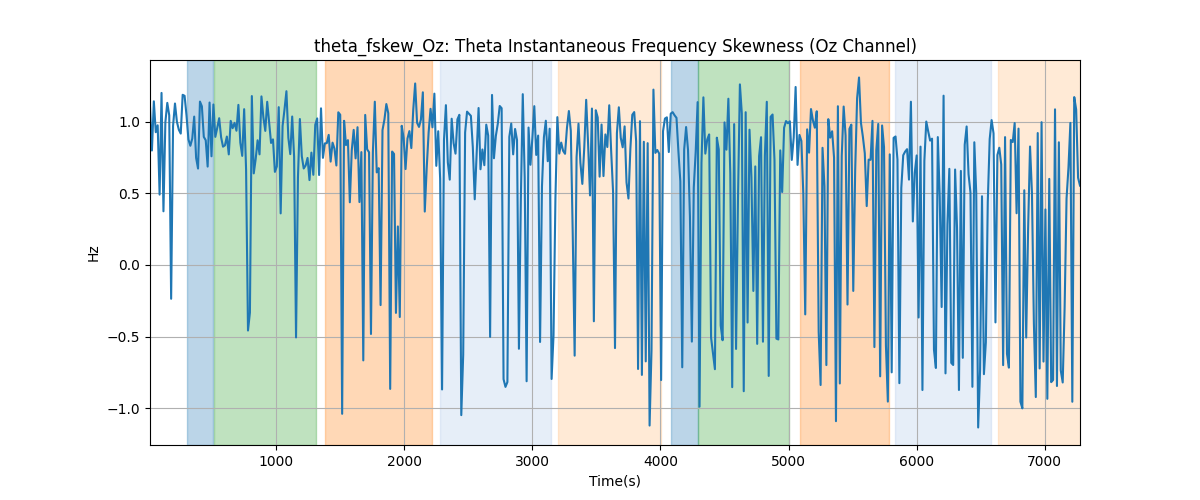 theta_fskew_Oz: Theta Instantaneous Frequency Skewness (Oz Channel)
1.0
0.5
0.0
−0.5
−1.0
Hz
1000 2000 3000 4000 5000 6000 7000
Time(s)